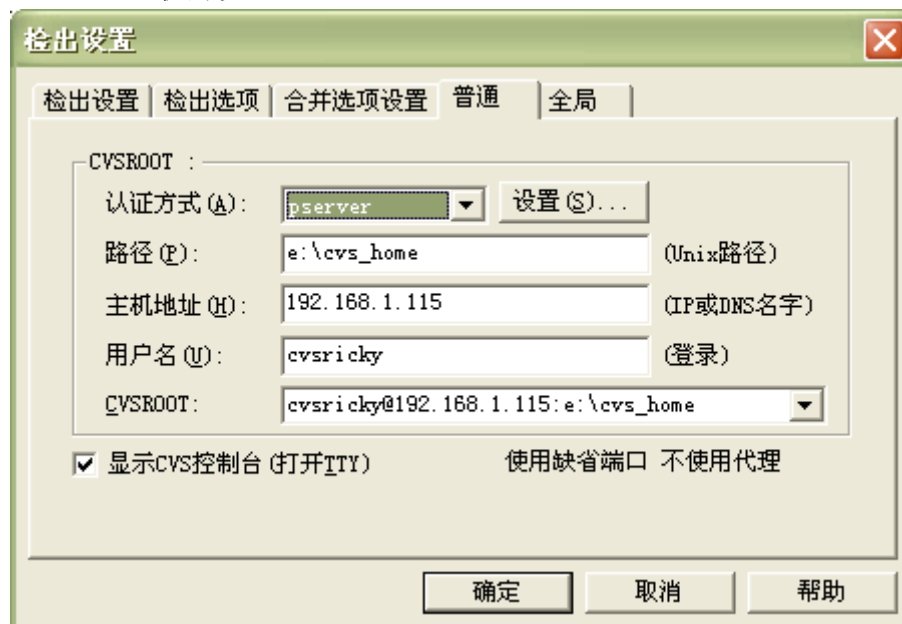 检出设置
检出设置 检出选项 合并选项设置 普通 全局
CVSROOT :
认证方式(A): pserver 设置(S)...
路径(P): e:\cvs_home (Unix路径)
主机地址(H): 192.168.1.115 (IP或DNS名字)
用户名(U): cvsricky (登录)
CVSROOT: cvsricky@192.168.1.115:e:\cvs_home
显示CVS控制台(打开TTY) 使用缺省端口 不使用代理
确定 取消 帮助